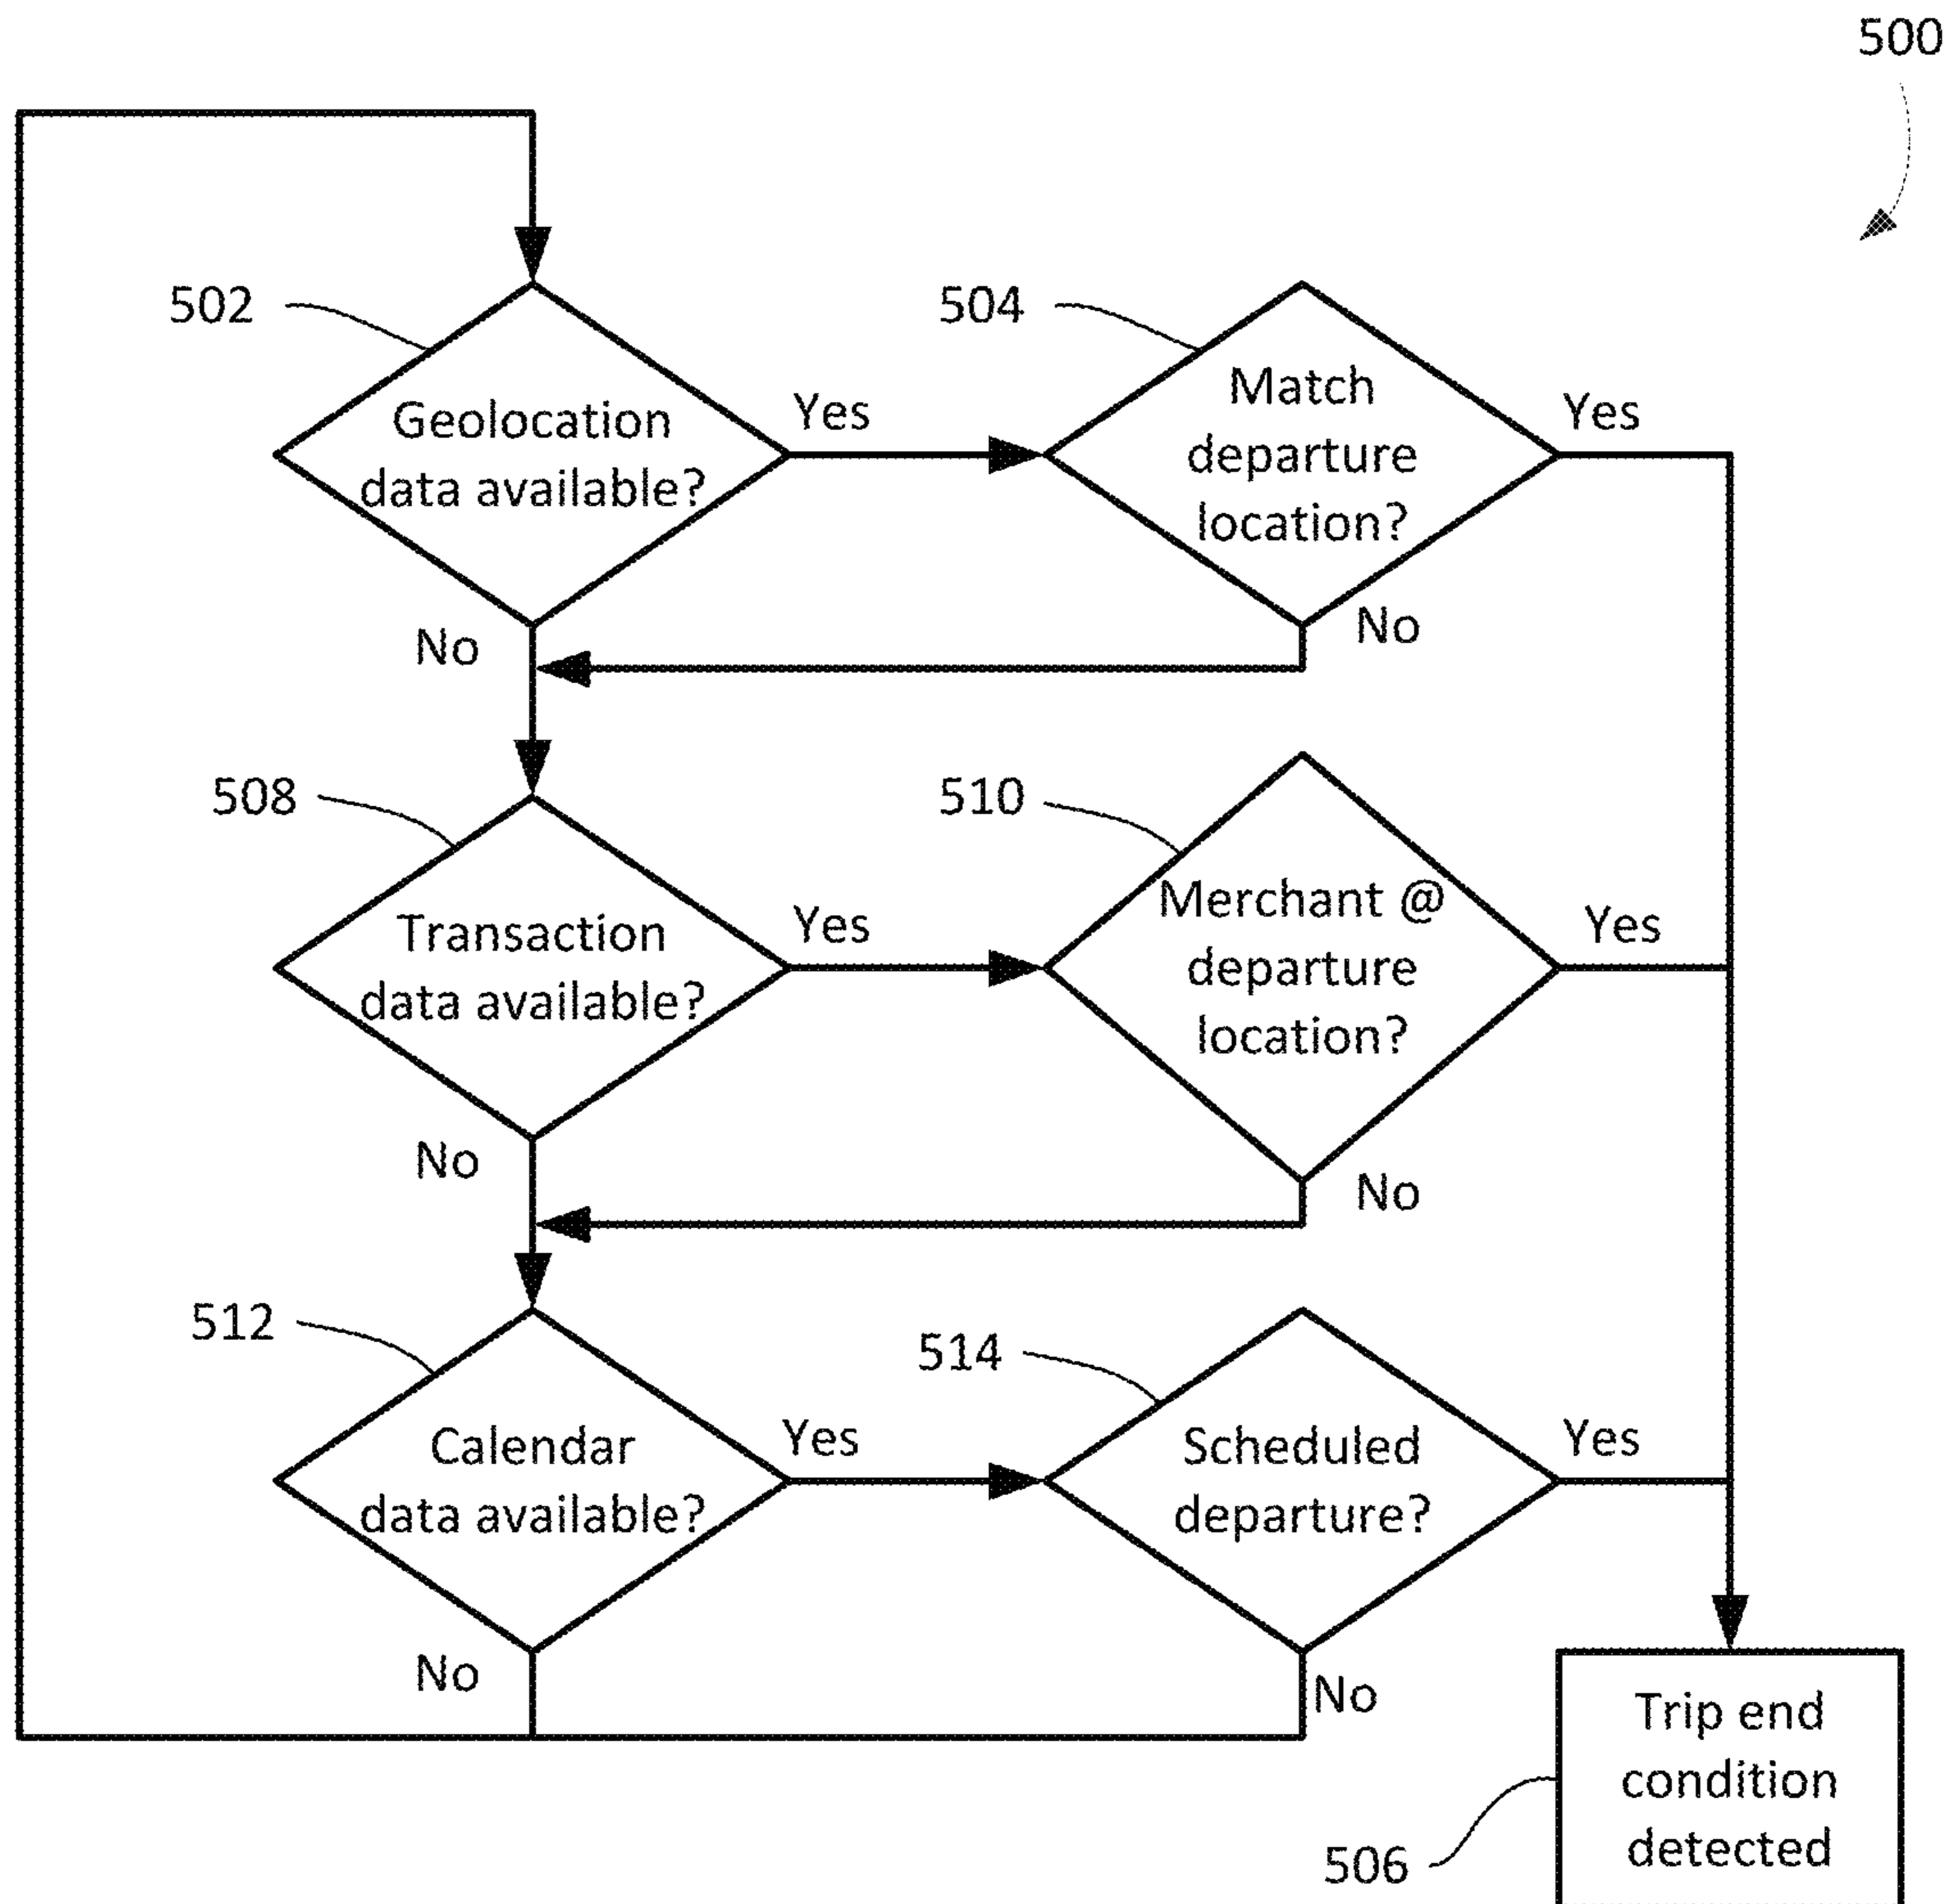 500
502
Geolocation
data available?
Yes
No
504
Match
departure
location?
Yes
No
508
Transaction
data available?
Yes
No
510
Merchant @
departure
location?
Yes
No
512
Calendar
data available?
Yes
No
514
Scheduled
departure?
Yes
No
Trip end
condition
detected
506